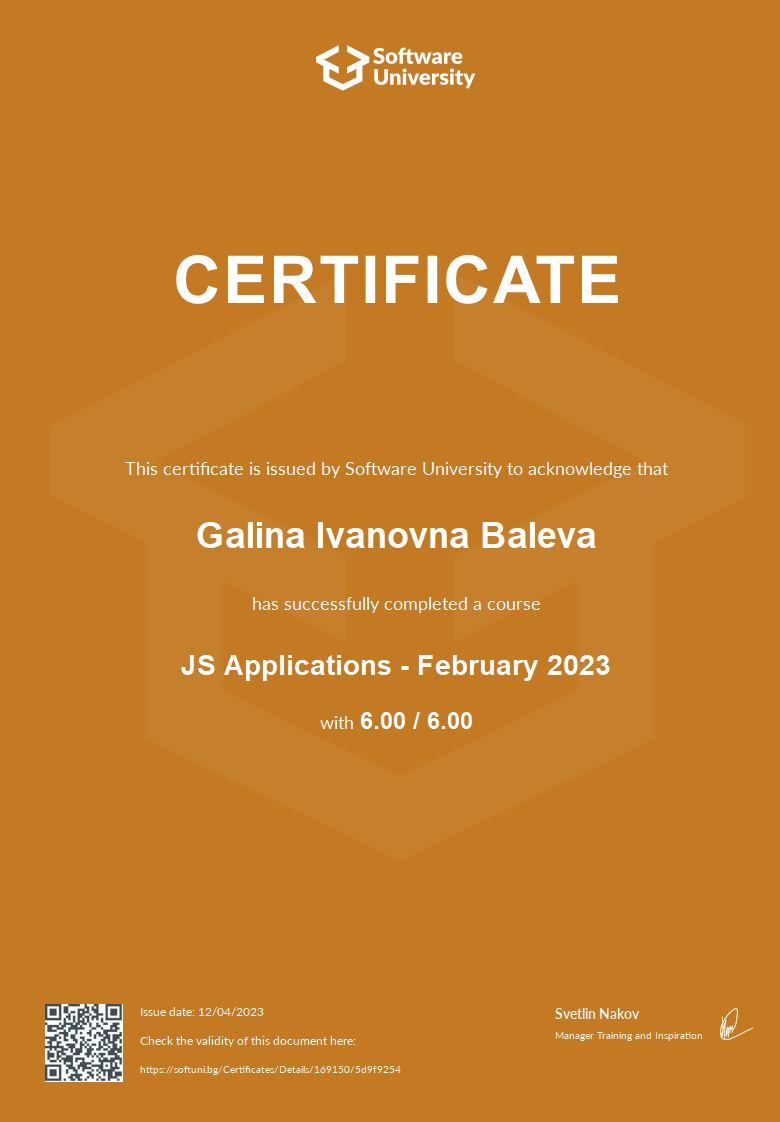 Software
University
CERTIFICATE
This certificate is issued by Software University to acknowledge that
Galina Ivanovna Baleva
has successfully completed a course
JS Applications - February 2023
with 6.00 / 6.00
Issue date: 12/04/2023
Check the validity of this document here:
https://softuni.bg/Certificates/Details/169150/5d9f9254
Svetlin Nakov
Manager Training and Inspiration